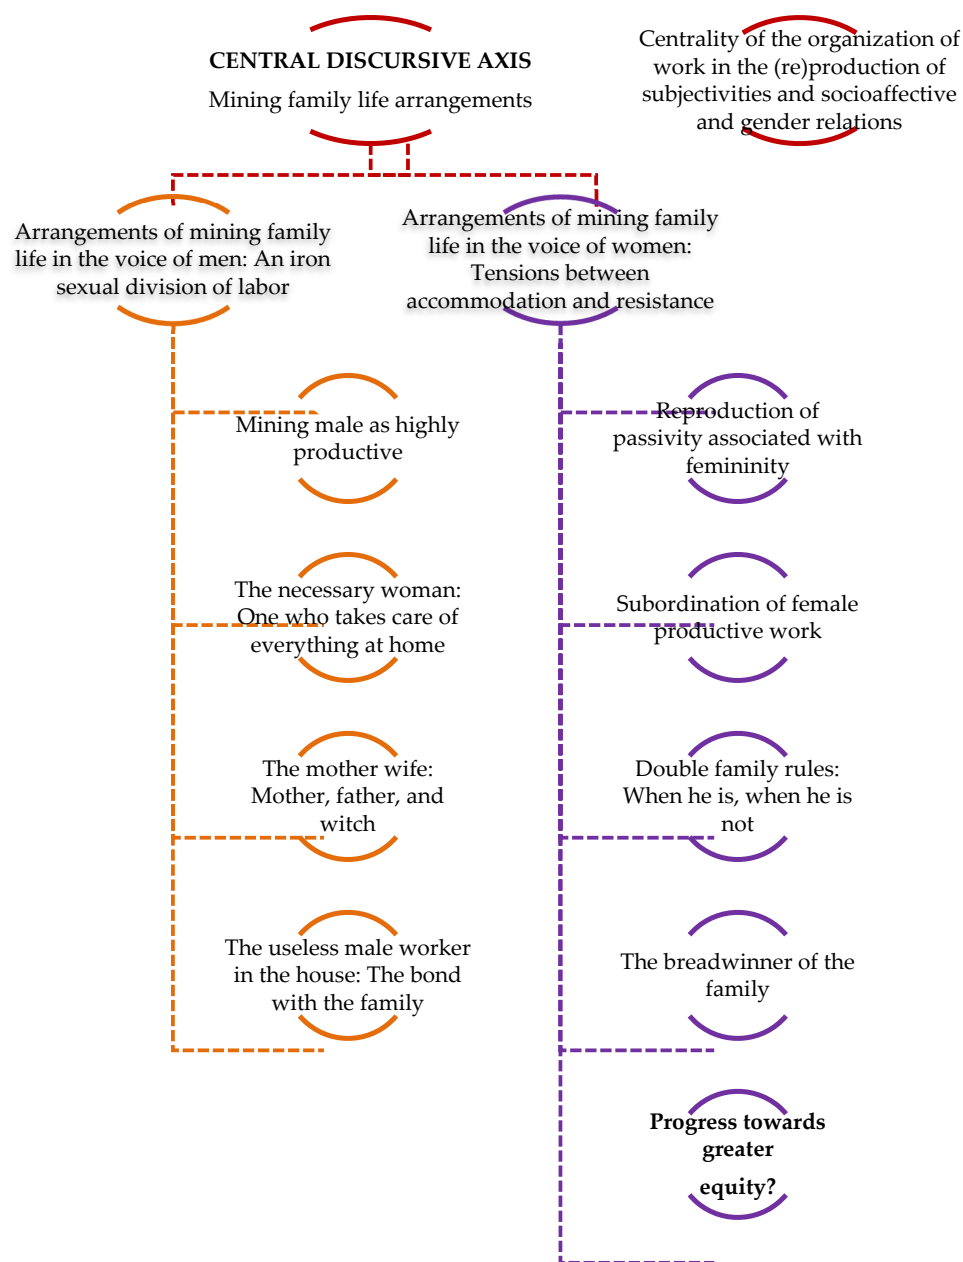 CENTRAL DISCURSIVE AXIS
Mining family life arrangements
Centrality of the organization of
work in the (re)production of
subjectivities and socioaffective
and gender relations
Arrangements of mining family
life in the voice of men: An iron
sexual division of labor
Arrangements of mining family
life in the voice of women:
Tensions between
accommodation and resistance
Mining male as highly
productive
The necessary woman:
One who takes care of
everything at home
The mother wife:
Mother, father, and
witch
The useless male worker
in the house: The bond
with the family
Reproduction of
passivity associated with
femininity
Subordination of female
productive work
Double family rules:
When he is, when he is
not
The breadwinner of the
family
Progress towards
greater
equity?